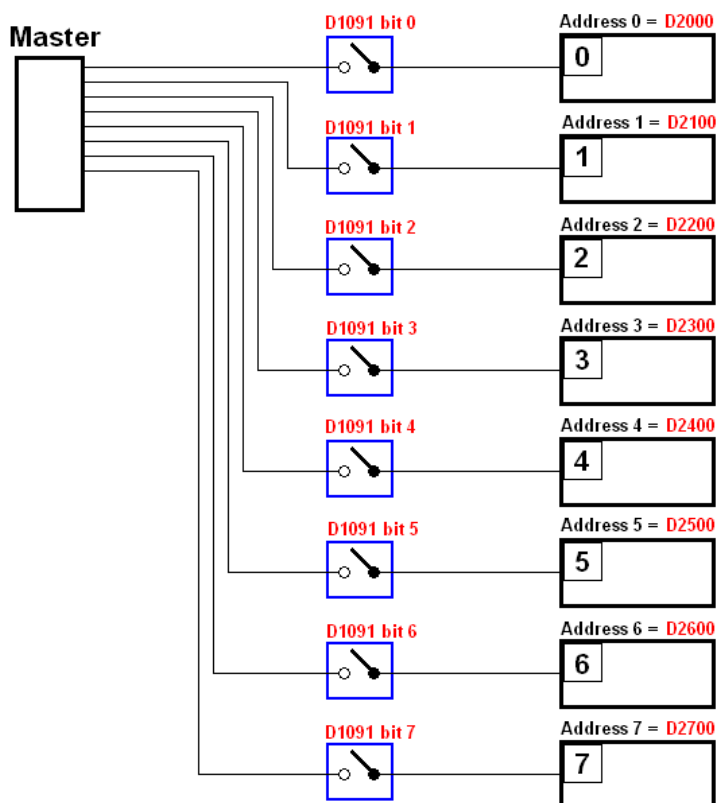 D1091 bit 0
Address 0 = D2000
Master
0
D1091 bit 1
Address 1 = D2100
1
D1091 bit 2
Address 2 = D2200
2
D1091 bit 3
Address 3 = D2300
3
D1091 bit 4
Address 4 = D2400
4
D1091 bit 5
Address 5 = D2500
5
D1091 bit 6
Address 6 = D2600
6
D1091 bit 7
Address 7 = D2700
7